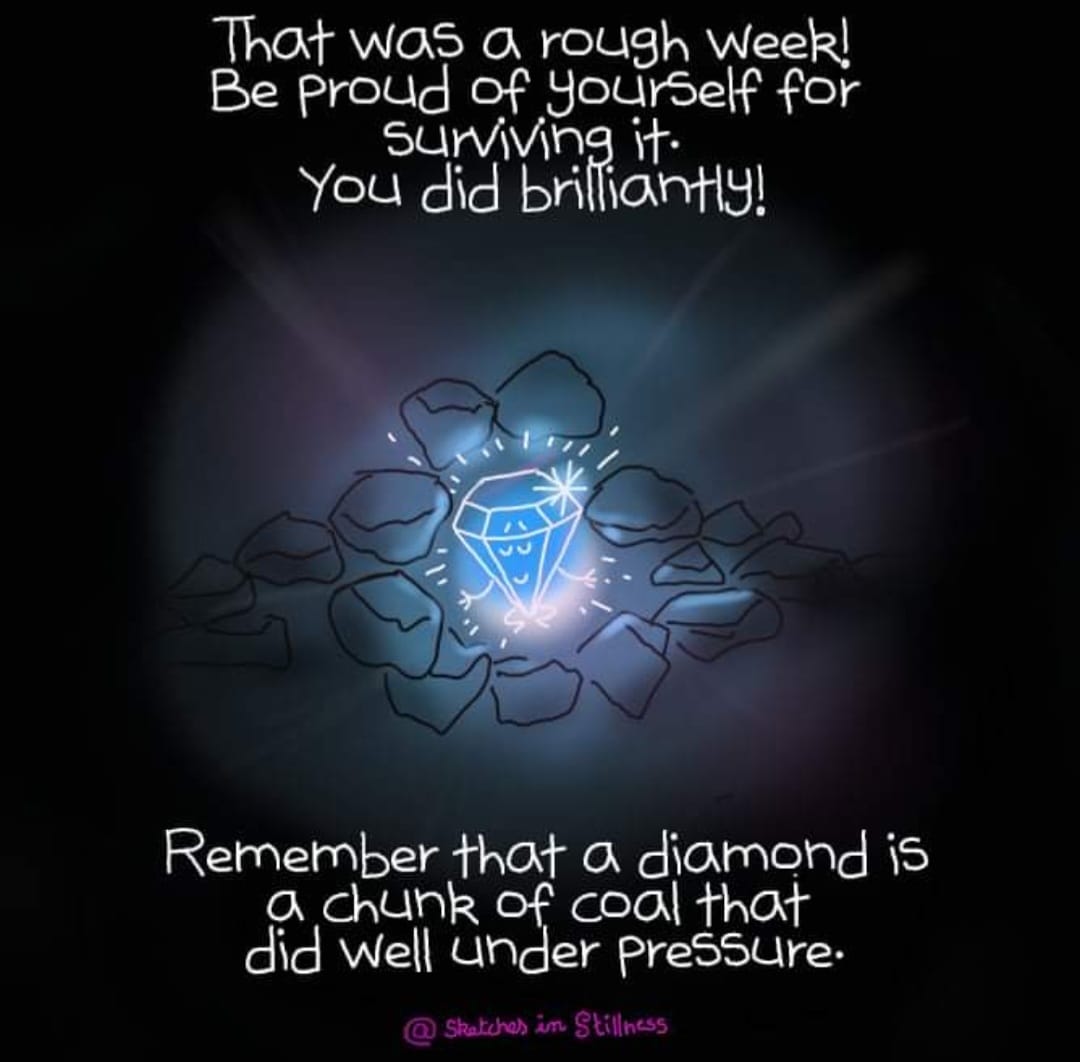 That was a rough week!
Be proud of yourself for
surviving it.
You did brilliantly!
Remember that a diamond is
a chunk of coal that
did well under pressure.
@ Sketches in Stillness